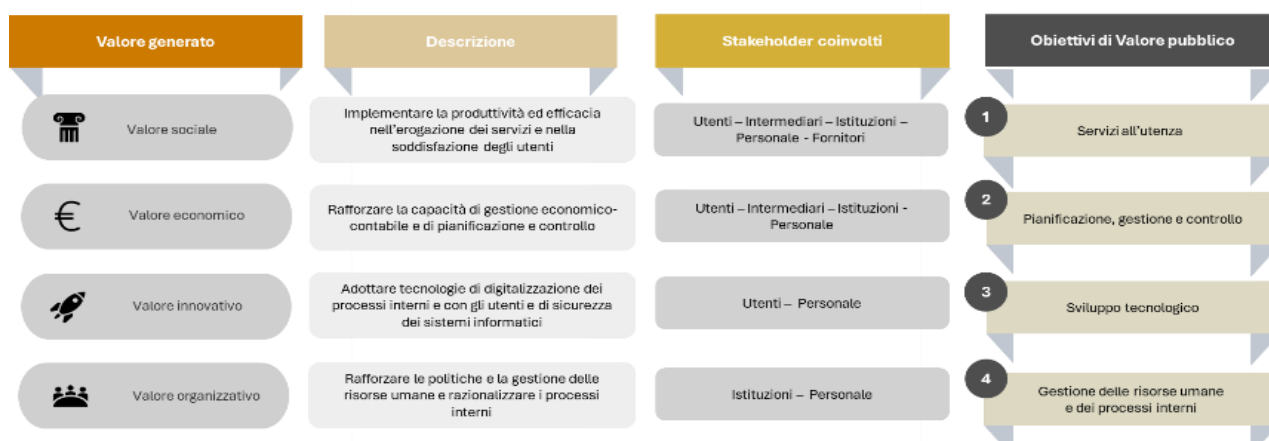 Valore generato
Descrizione
Stakeholder coinvolti
Obiettivi di Valore pubblico
Valore sociale
Implementare la produttività ed efficacia
nell'erogazione dei servizi e nella
soddisfazione degli utenti
Utenti – Intermediari – Istituzioni –
Personale - Fornitori
1
Servizi all'utenza
€
Valore economico
Rafforzare la capacità di gestione economico-
contabile e di pianificazione e controllo
Utenti – Intermediari – Istituzioni -
Personale
2
Pianificazione, gestione e controllo
Valore innovativo
Adottare tecnologie di digitalizzazione dei
processi interni e con gli utenti e di sicurezza
dei sistemi informatici
Utenti – Personale
3
Sviluppo tecnologico
Valore organizzativo
Rafforzare le politiche e la gestione delle
risorse umane e razionalizzare i processi
interni
Istituzioni – Personale
4
Gestione delle risorse umane
e dei processi interni